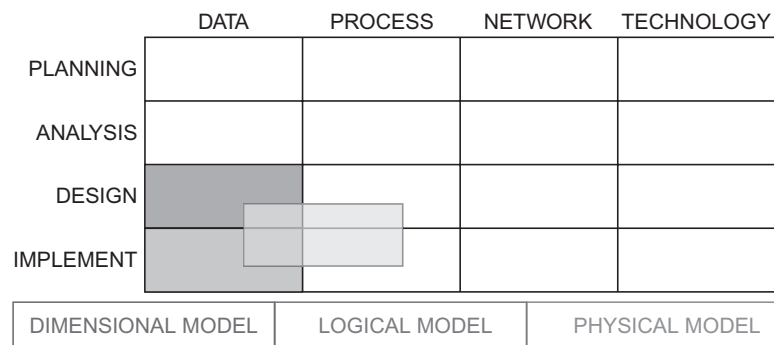 DATA PROCESS NETWORK TECHNOLOGY
PLANNING
ANALYSIS
DESIGN
IMPLEMENT
DIMENSIONAL MODEL LOGICAL MODEL PHYSICAL MODEL